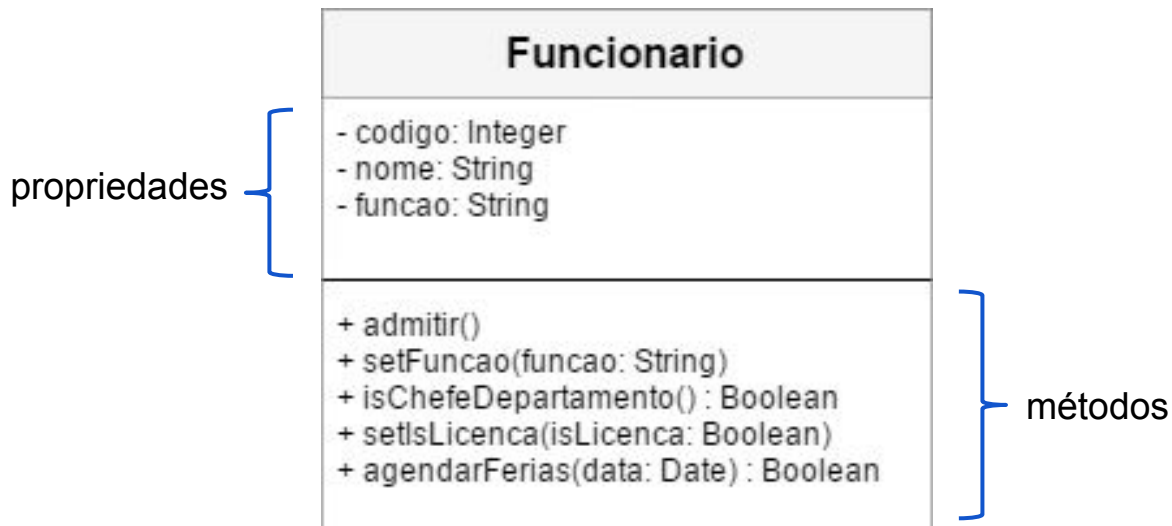 Funcionario
propriedades
- codigo: Integer
- nome: String
- funcao: String
+ admitir()
+ setFuncao(funcao: String)
+ isChefeDepartamento() : Boolean
+ setIsLicenca(isLicenca: Boolean)
+ agendarFerias(data: Date) : Boolean
métodos